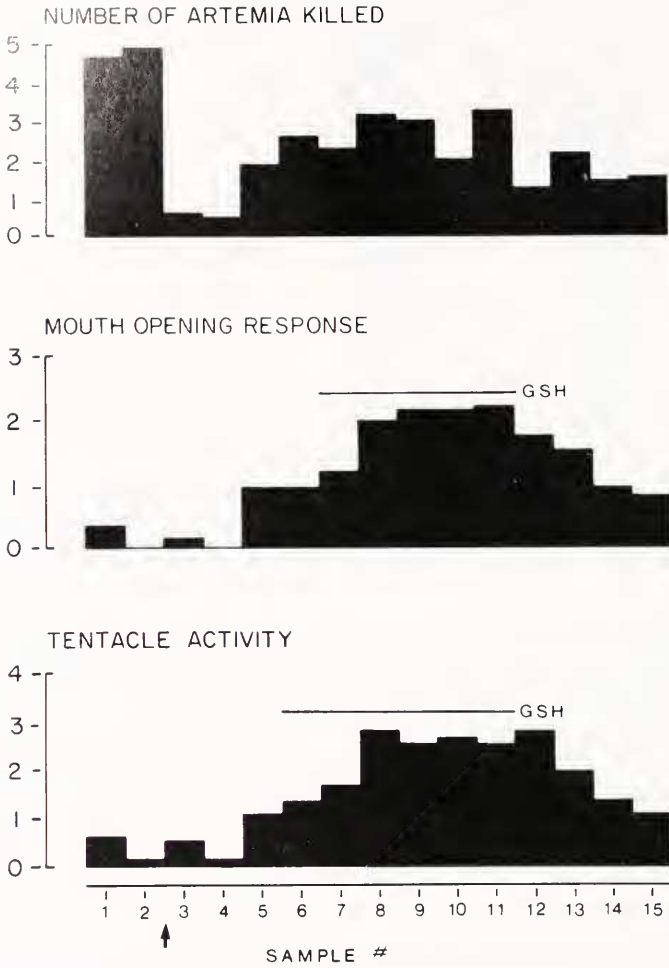 NUMBER OF ARTEMIA KILLED
5
4
3
2
1
0
MOUTH OPENING RESPONSE
3
2
1
0
GSH
TENTACLE ACTIVITY
4
3
2
1
0
GSH
1 2 3 4 5 6 7 8 9 10 11 12 13 14 15
SAMPLE #